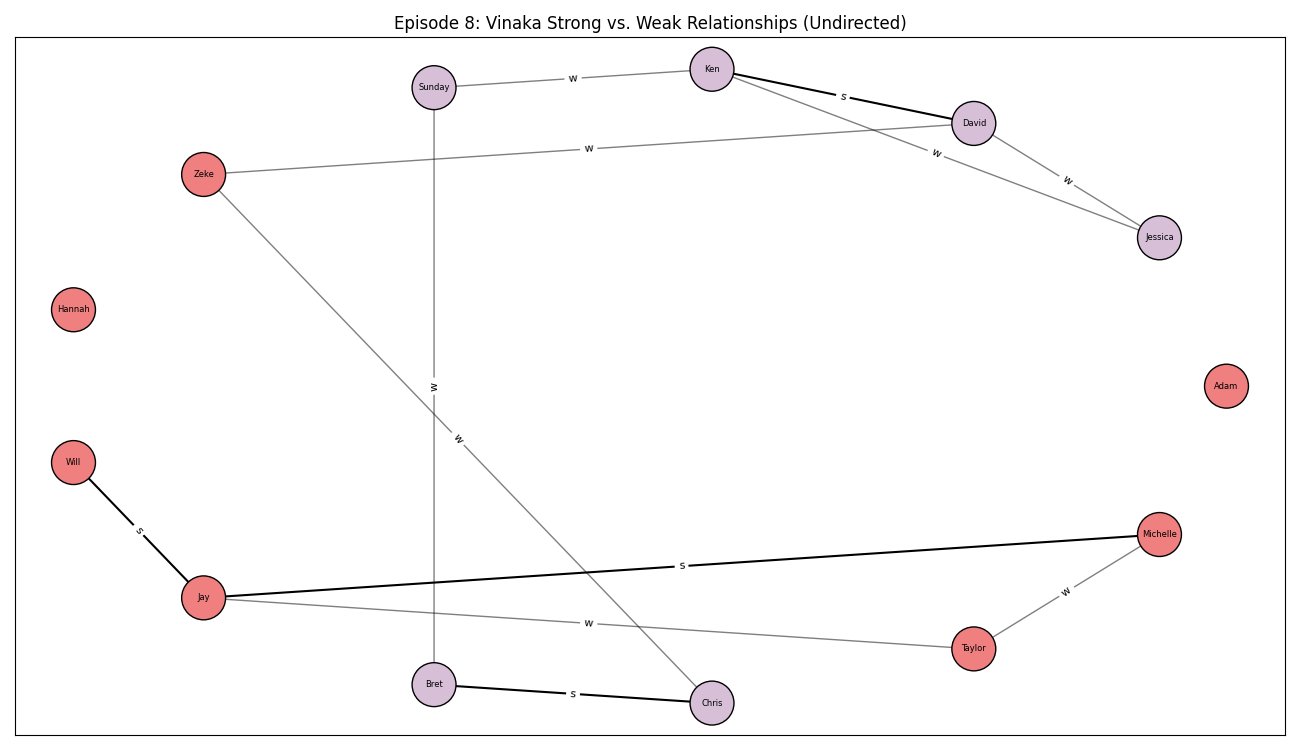 Episode 8: Vinaka Strong vs. Weak Relationships (Undirected)
Ken
w
Sunday
s
David
w
w
Zeke
w
Jessica
Hannah
Adam
w
w
Will
s
Michelle
s
w
Jay
w
Taylor
Bret
s
Chris